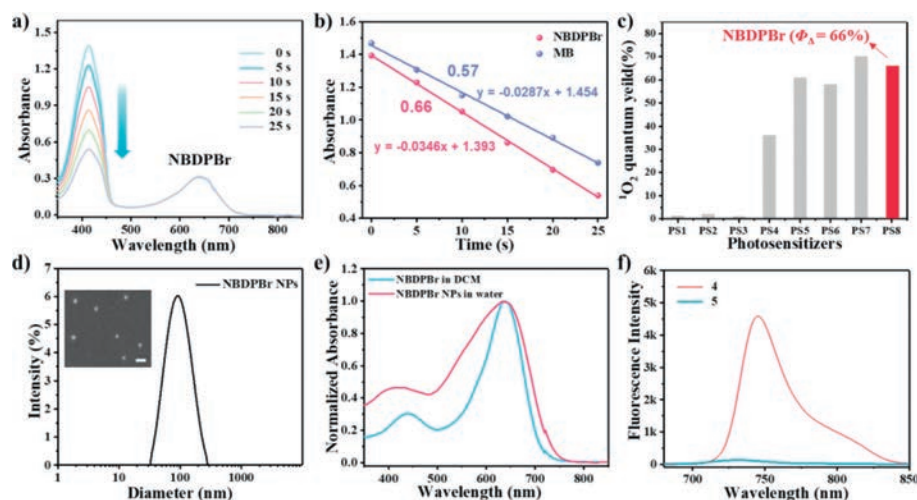 a)
Absorbance
1.5
1.2
0.9
0.6
0.3
0.0
0 s
5 s
10 s
15 s
20 s
25 s
NBDPBr
400 500 600 700 800
Wavelength (nm)
b)
Absorbance
1.6
1.4
1.2
1.0
0.8
0.6
0.4
NBDPBr
MB
0.57
y = -0.0287x + 1.454
0.66
y = -0.0346x + 1.393
0 5 10 15 20 25
Time (s)
c)
¹O₂ quantum yeild(%)
80
70
60
50
40
30
20
10
0
NBDPBr (Φ_Δ = 66%)
PS1 PS2 PS3 PS4 PS5 PS6 PS7 PS8
Photosensitizers
d)
Intensity (%)
7
6
5
4
3
2
1
0
NBDPBr NPs
1 10 100 1000
Diameter (nm)
e)
Normalized Absorbance
1.2
1.0
0.8
0.6
0.4
0.2
0.0
NBDPBr in DCM
NBDPBr NPs in water
400 500 600 700 800
Wavelength (nm)
f)
Fluorescence Intensity
6k
5k
4k
3k
2k
1k
0
4
5
700 750 800 850
Wavelength (nm)